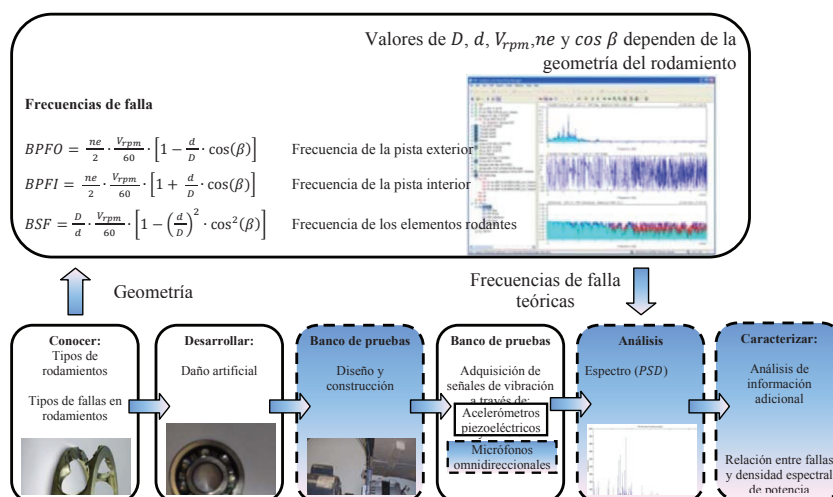 Valores de D, d, V_rpm,ne y cos β dependen de la
geometría del rodamiento
Frecuencias de falla
BPFO = ne/2 · V_rpm/60 · [1 − d/D · cos(β)] Frecuencia de la pista exterior
BPFI = ne/2 · V_rpm/60 · [1 + d/D · cos(β)] Frecuencia de la pista interior
BSF = D/d · V_rpm/60 · [1 − (d/D)² · cos²(β)] Frecuencia de los elementos rodantes
Geometría
Frecuencias de falla
teóricas
Conocer:
Tipos de
rodamientos
Tipos de fallas en
rodamientos
Desarrollar:
Daño artificial
Banco de pruebas
Diseño y
construcción
Banco de pruebas
Adquisición de
señales de vibración
a través de:
Acelerómetros
piezoeléctricos
Micrófonos
omnidireccionales
Análisis
Espectro (PSD)
Caracterizar:
Análisis de
información
adicional
Relación entre fallas
y densidad espectral
de potencia